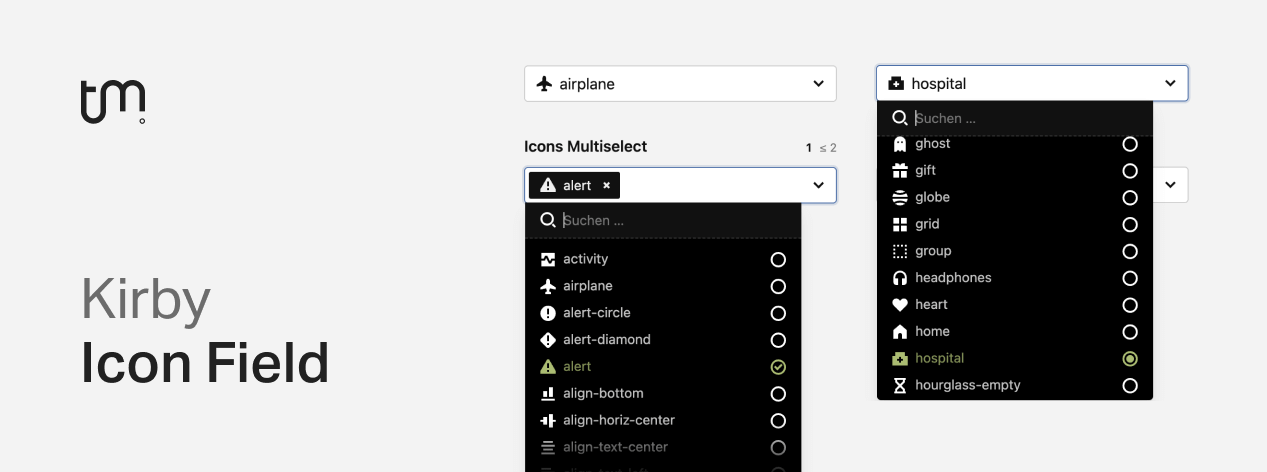 tm
Kirby
Icon Field
airplane
Icons Multiselect 1 ≤ 2
alert ×
Suchen ...
activity
airplane
alert-circle
alert-diamond
alert
align-bottom
align-horiz-center
align-text-center
hospital
Suchen ...
ghost
gift
globe
grid
group
headphones
heart
home
hospital
hourglass-empty